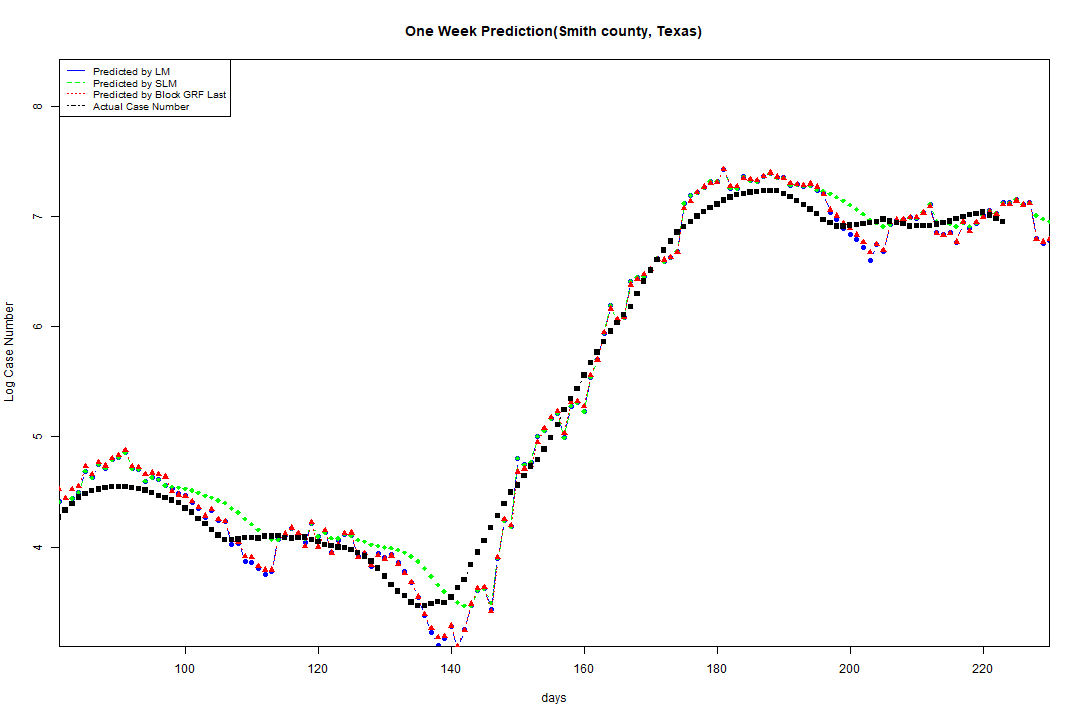 One Week Prediction(Smith county, Texas)
Predicted by LM
Predicted by SLM
Predicted by Block GRF Last
Actual Case Number
8
7
6
5
4
Log Case Number
100 120 140 160 180 200 220
days